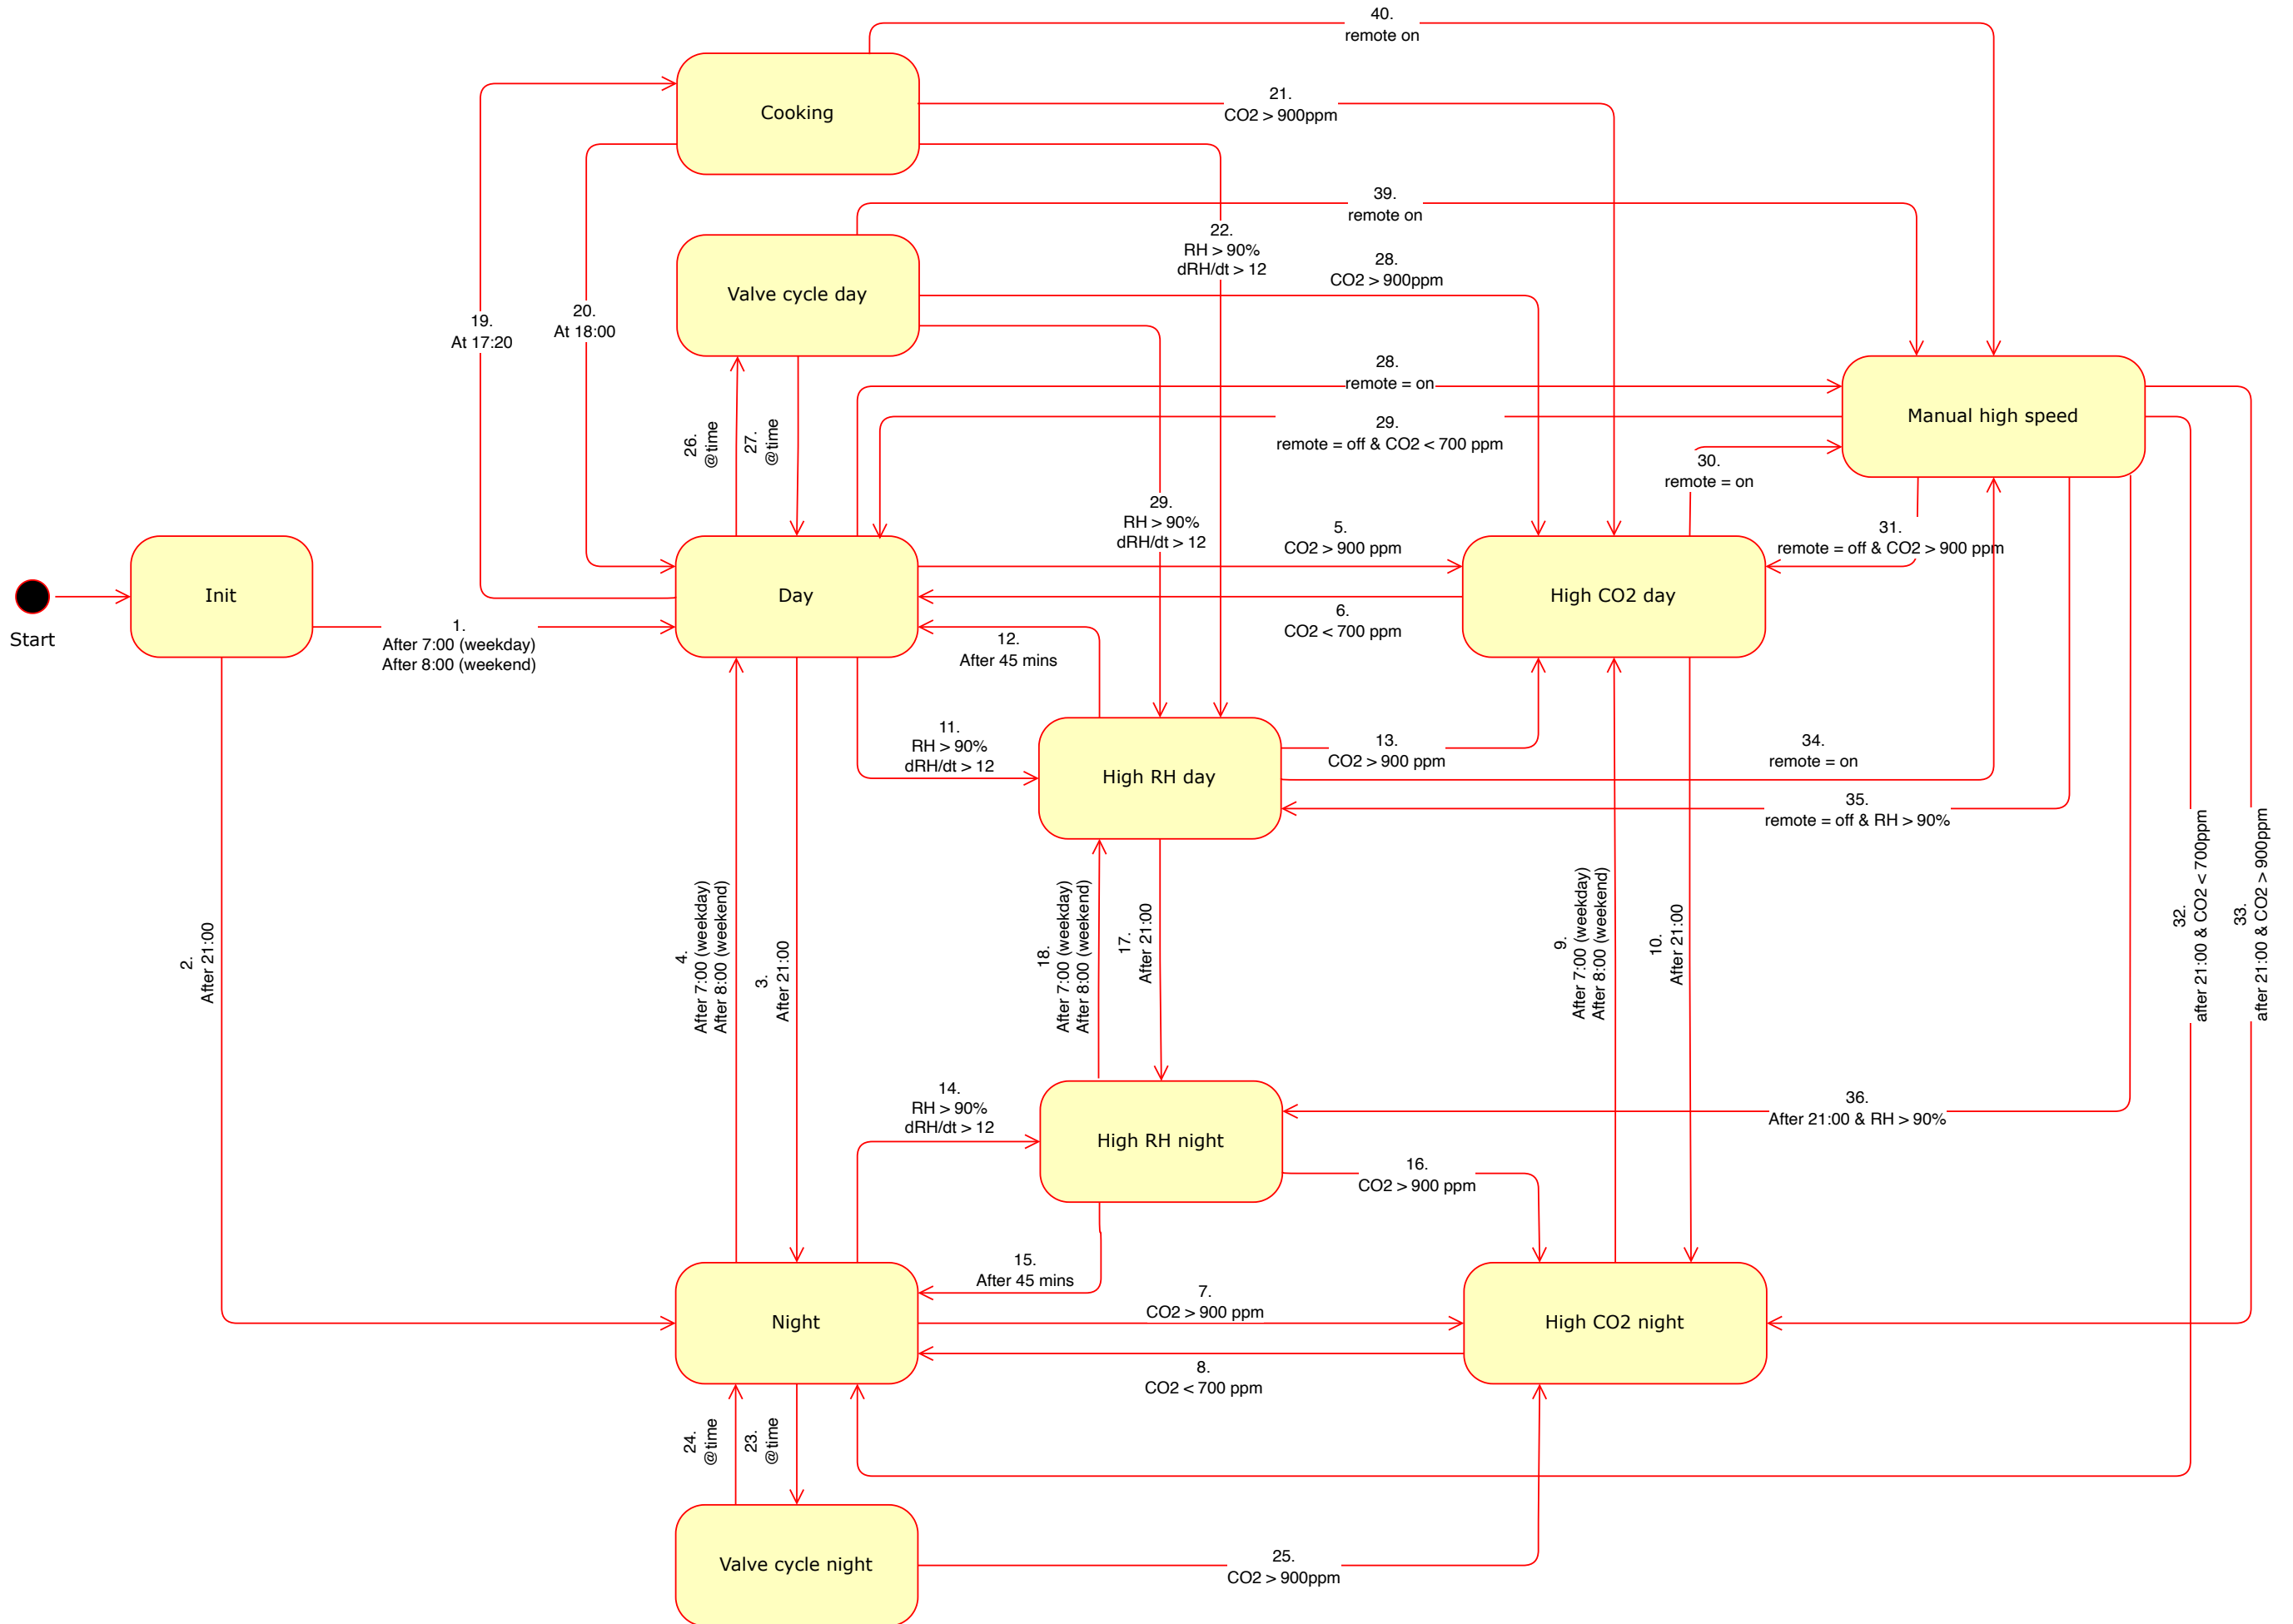 40.
remote on
Cooking
21.
CO2 > 900ppm
39.
remote on
22.
RH > 90%
dRH/dt > 12
Valve cycle day
28.
CO2 > 900ppm
19.
At 17:20
20.
At 18:00
28.
remote = on
Manual high speed
26.
@time
27.
@time
29.
remote = off & CO2 < 700 ppm
30.
remote = on
29.
RH > 90%
dRH/dt > 12
5.
CO2 > 900 ppm
31.
remote = off & CO2 > 900 ppm
Start
Init
Day
High CO2 day
1.
After 7:00 (weekday)
After 8:00 (weekend)
12.
After 45 mins
6.
CO2 < 700 ppm
11.
RH > 90%
dRH/dt > 12
High RH day
13.
CO2 > 900 ppm
34.
remote = on
35.
remote = off & RH > 90%
2.
After 21:00
4.
After 7:00 (weekday)
After 8:00 (weekend)
3.
After 21:00
18.
After 7:00 (weekday)
After 8:00 (weekend)
17.
After 21:00
9.
After 7:00 (weekday)
After 8:00 (weekend)
10.
After 21:00
32.
after 21:00 & CO2 < 700ppm
33.
after 21:00 & CO2 > 900ppm
14.
RH > 90%
dRH/dt > 12
High RH night
36.
After 21:00 & RH > 90%
16.
CO2 > 900 ppm
15.
After 45 mins
7.
CO2 > 900 ppm
Night
High CO2 night
8.
CO2 < 700 ppm
24.
@time
23.
@time
Valve cycle night
25.
CO2 > 900ppm